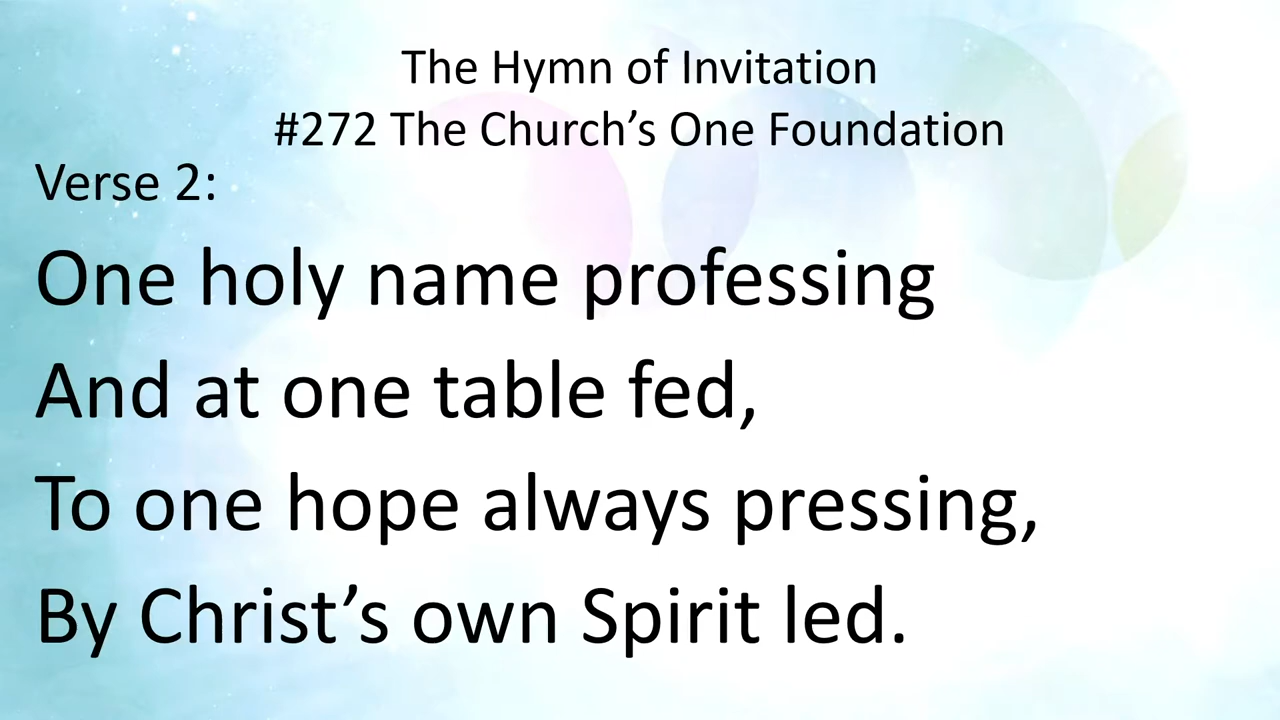 The Hymn of Invitation
#272 The Church’s One Foundation
Verse 2:
One holy name professing
And at one table fed,
To one hope always pressing,
By Christ’s own Spirit led.